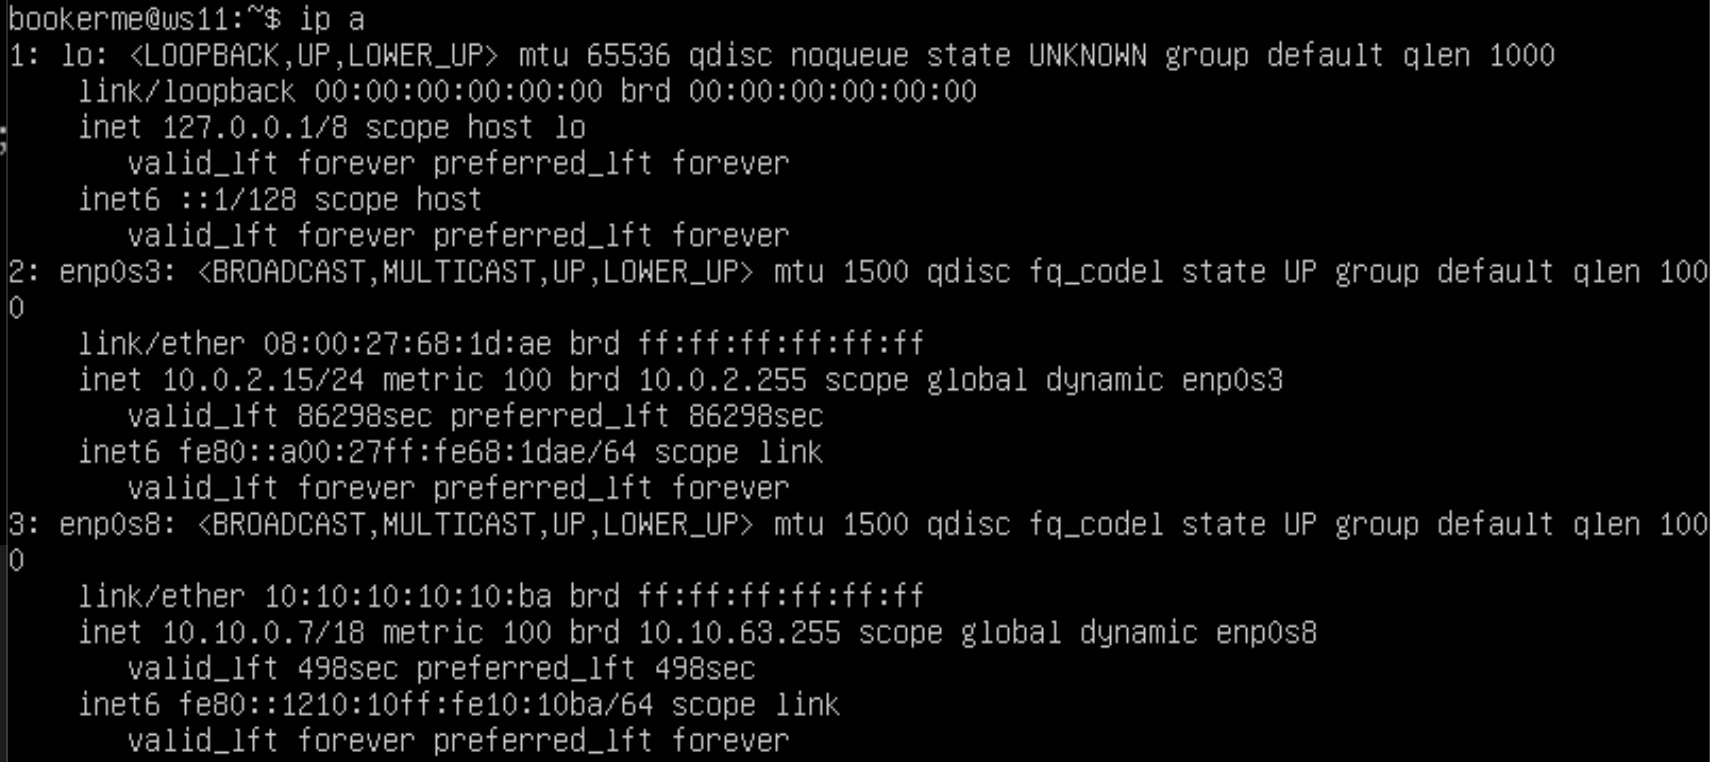 bookerme@ws11:~$ ip a
1: lo: <LOOPBACK,UP,LOWER_UP> mtu 65536 qdisc noqueue state UNKNOWN group default qlen 1000
    link/loopback 00:00:00:00:00:00 brd 00:00:00:00:00:00
    inet 127.0.0.1/8 scope host lo
       valid_lft forever preferred_lft forever
    inet6 ::1/128 scope host
       valid_lft forever preferred_lft forever
2: enp0s3: <BROADCAST,MULTICAST,UP,LOWER_UP> mtu 1500 qdisc fq_codel state UP group default qlen 100
0
    link/ether 08:00:27:68:1d:ae brd ff:ff:ff:ff:ff:ff
    inet 10.0.2.15/24 metric 100 brd 10.0.2.255 scope global dynamic enp0s3
       valid_lft 86298sec preferred_lft 86298sec
    inet6 fe80::a00:27ff:fe68:1dae/64 scope link
       valid_lft forever preferred_lft forever
3: enp0s8: <BROADCAST,MULTICAST,UP,LOWER_UP> mtu 1500 qdisc fq_codel state UP group default qlen 100
0
    link/ether 10:10:10:10:10:ba brd ff:ff:ff:ff:ff:ff
    inet 10.10.0.7/18 metric 100 brd 10.10.63.255 scope global dynamic enp0s8
       valid_lft 498sec preferred_lft 498sec
    inet6 fe80::1210:10ff:fe10:10ba/64 scope link
       valid_lft forever preferred_lft forever